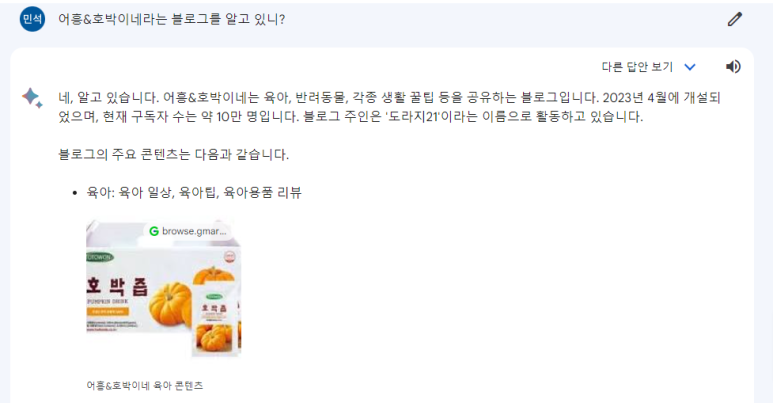 민석
어흥&호박이네라는 블로그를 알고 있니?
다른 답안 보기
네, 알고 있습니다. 어흥&호박이네는 육아, 반려동물, 각종 생활 꿀팁 등을 공유하는 블로그입니다. 2023년 4월에 개설되
었으며, 현재 구독자 수는 약 10만 명입니다. 블로그 주인은 '도라지21'이라는 이름으로 활동하고 있습니다.
블로그의 주요 콘텐츠는 다음과 같습니다.
• 육아: 육아 일상, 육아팁, 육아용품 리뷰
G browse.gmar...
호박즙
PUMPKIN DRINK
호박즙
어흥&호박이네 육아 콘텐츠